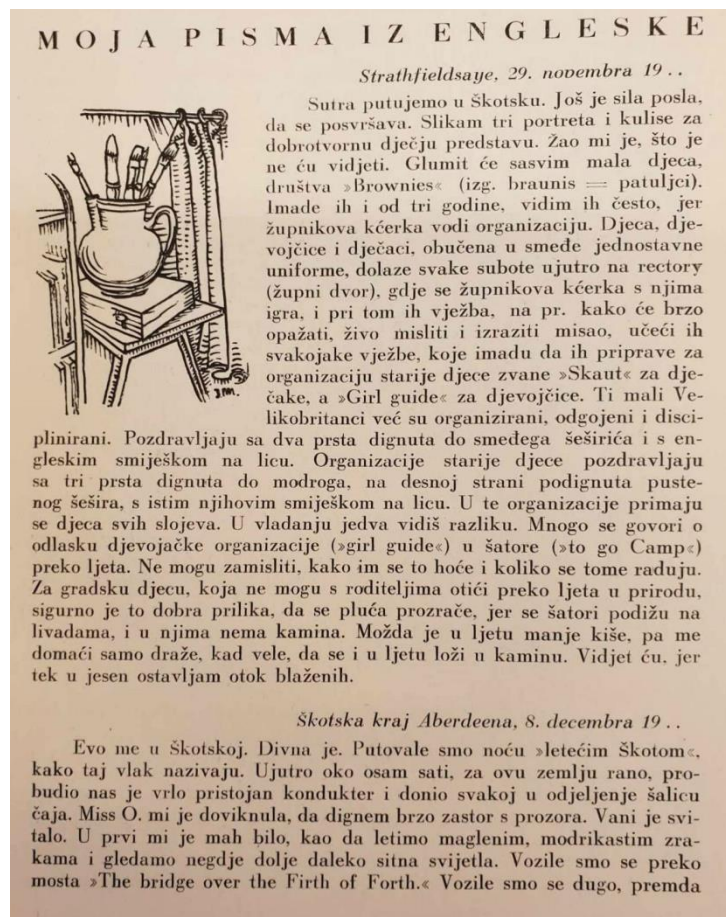 MOJA PISMA IZ ENGLESKE
Strathfieldsaye, 29. novembra 19 . .
Sutra putujemo u Škotsku. Još je sila posla,
da se posvršava. Slikam tri portreta i kulise za
dobrotvornu dječju predstavu. Žao mi je, što je
ne ću vidjeti. Glumit će sasvim mala djeca,
društva »Brownies« (izg. braunis = patuljci).
Imade ih i od tri godine, vidim ih često, jer
župnikova kćerka vodi organizaciju. Djeca, dje-
vojčice i dječaci, obučena u smeđe jednostavne
uniforme, dolaze svake subote ujutro na rectory
(župni dvor), gdje se župnikova kćerka s njima
igra, i pri tom ih vježba, na pr. kako će brzo
opažati, živo misliti i izraziti misao, učeći ih
svakojake vježbe, koje imadu da ih priprave za
organizaciju starije djece zvane »Skaut« za dje-
čake, a »Girl guide« za djevojčice. Ti mali Ve-
likobritanci već su organizirani, odgojeni i disci-
plinirani. Pozdravljaju sa dva prsta dignuta do smeđega šeširića i s en-
gleskim smiješkom na licu. Organizacije starije djece pozdravljaju
sa tri prsta dignuta do modroga, na desnoj strani podignuta puste-
nog šešira, s istim njihovim smiješkom na licu. U te organizacije primaju
se djeca svih slojeva. U vladanju jedva vidiš razliku. Mnogo se govori o
odlasku djevojačke organizacije (»girl guide«) u šatore (»to go Camp«)
preko ljeta. Ne mogu zamisliti, kako im se to hoće i koliko se tome raduju.
Za gradsku djecu, koja ne mogu s roditeljima otići preko ljeta u prirodu,
sigurno je to dobra prilika, da se pluća prozrače, jer se šatori podižu na
livadama, i u njima nema kamina. Možda je u ljetu manje kiše, pa me
domaći samo draže, kad vele, da se i u ljetu loži u kaminu. Vidjet ću, jer
tek u jesen ostavljam otok blaženih.
Škotska kraj Aberdeena, 8. decembra 19 . .
Evo me u Škotskoj. Divna je. Putovale smo noću »letećim Škotom«,
kako taj vlak nazivaju. Ujutro oko osam sati, za ovu zemlju rano, pro-
budio nas je vrlo pristojan kondukter i donio svakoj u odjeljenje šalicu
čaja. Miss O. mi je doviknula, da dignem brzo zastor s prozora. Vani je svi-
talo. U prvi mi je mah bilo, kao da letimo maglenim, modrikastim zra-
kama i gledamo negdje dolje daleko sitna svijetla. Vozile smo se preko
mosta »The bridge over the Firth of Forth.« Vozile smo se dugo, premda